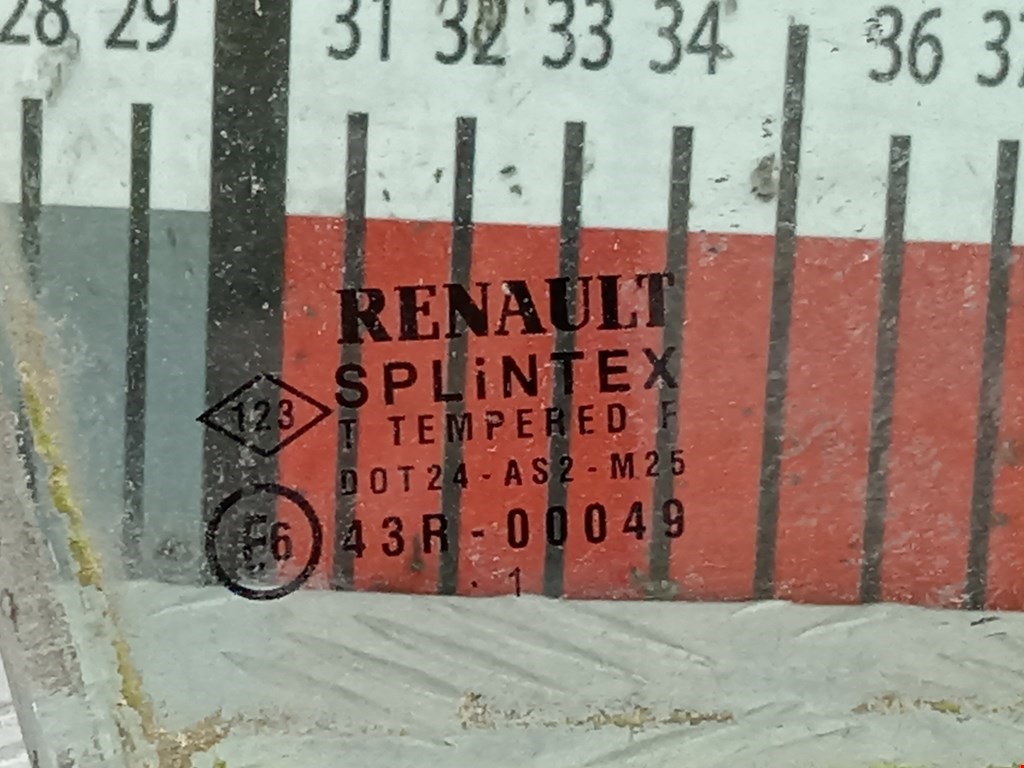 28 29 31 32 33 34 36
RENAULT
SPLiNTEX
123
T TEMPERED F
DOT24-AS2-M25
E6
43R-00049
. 1